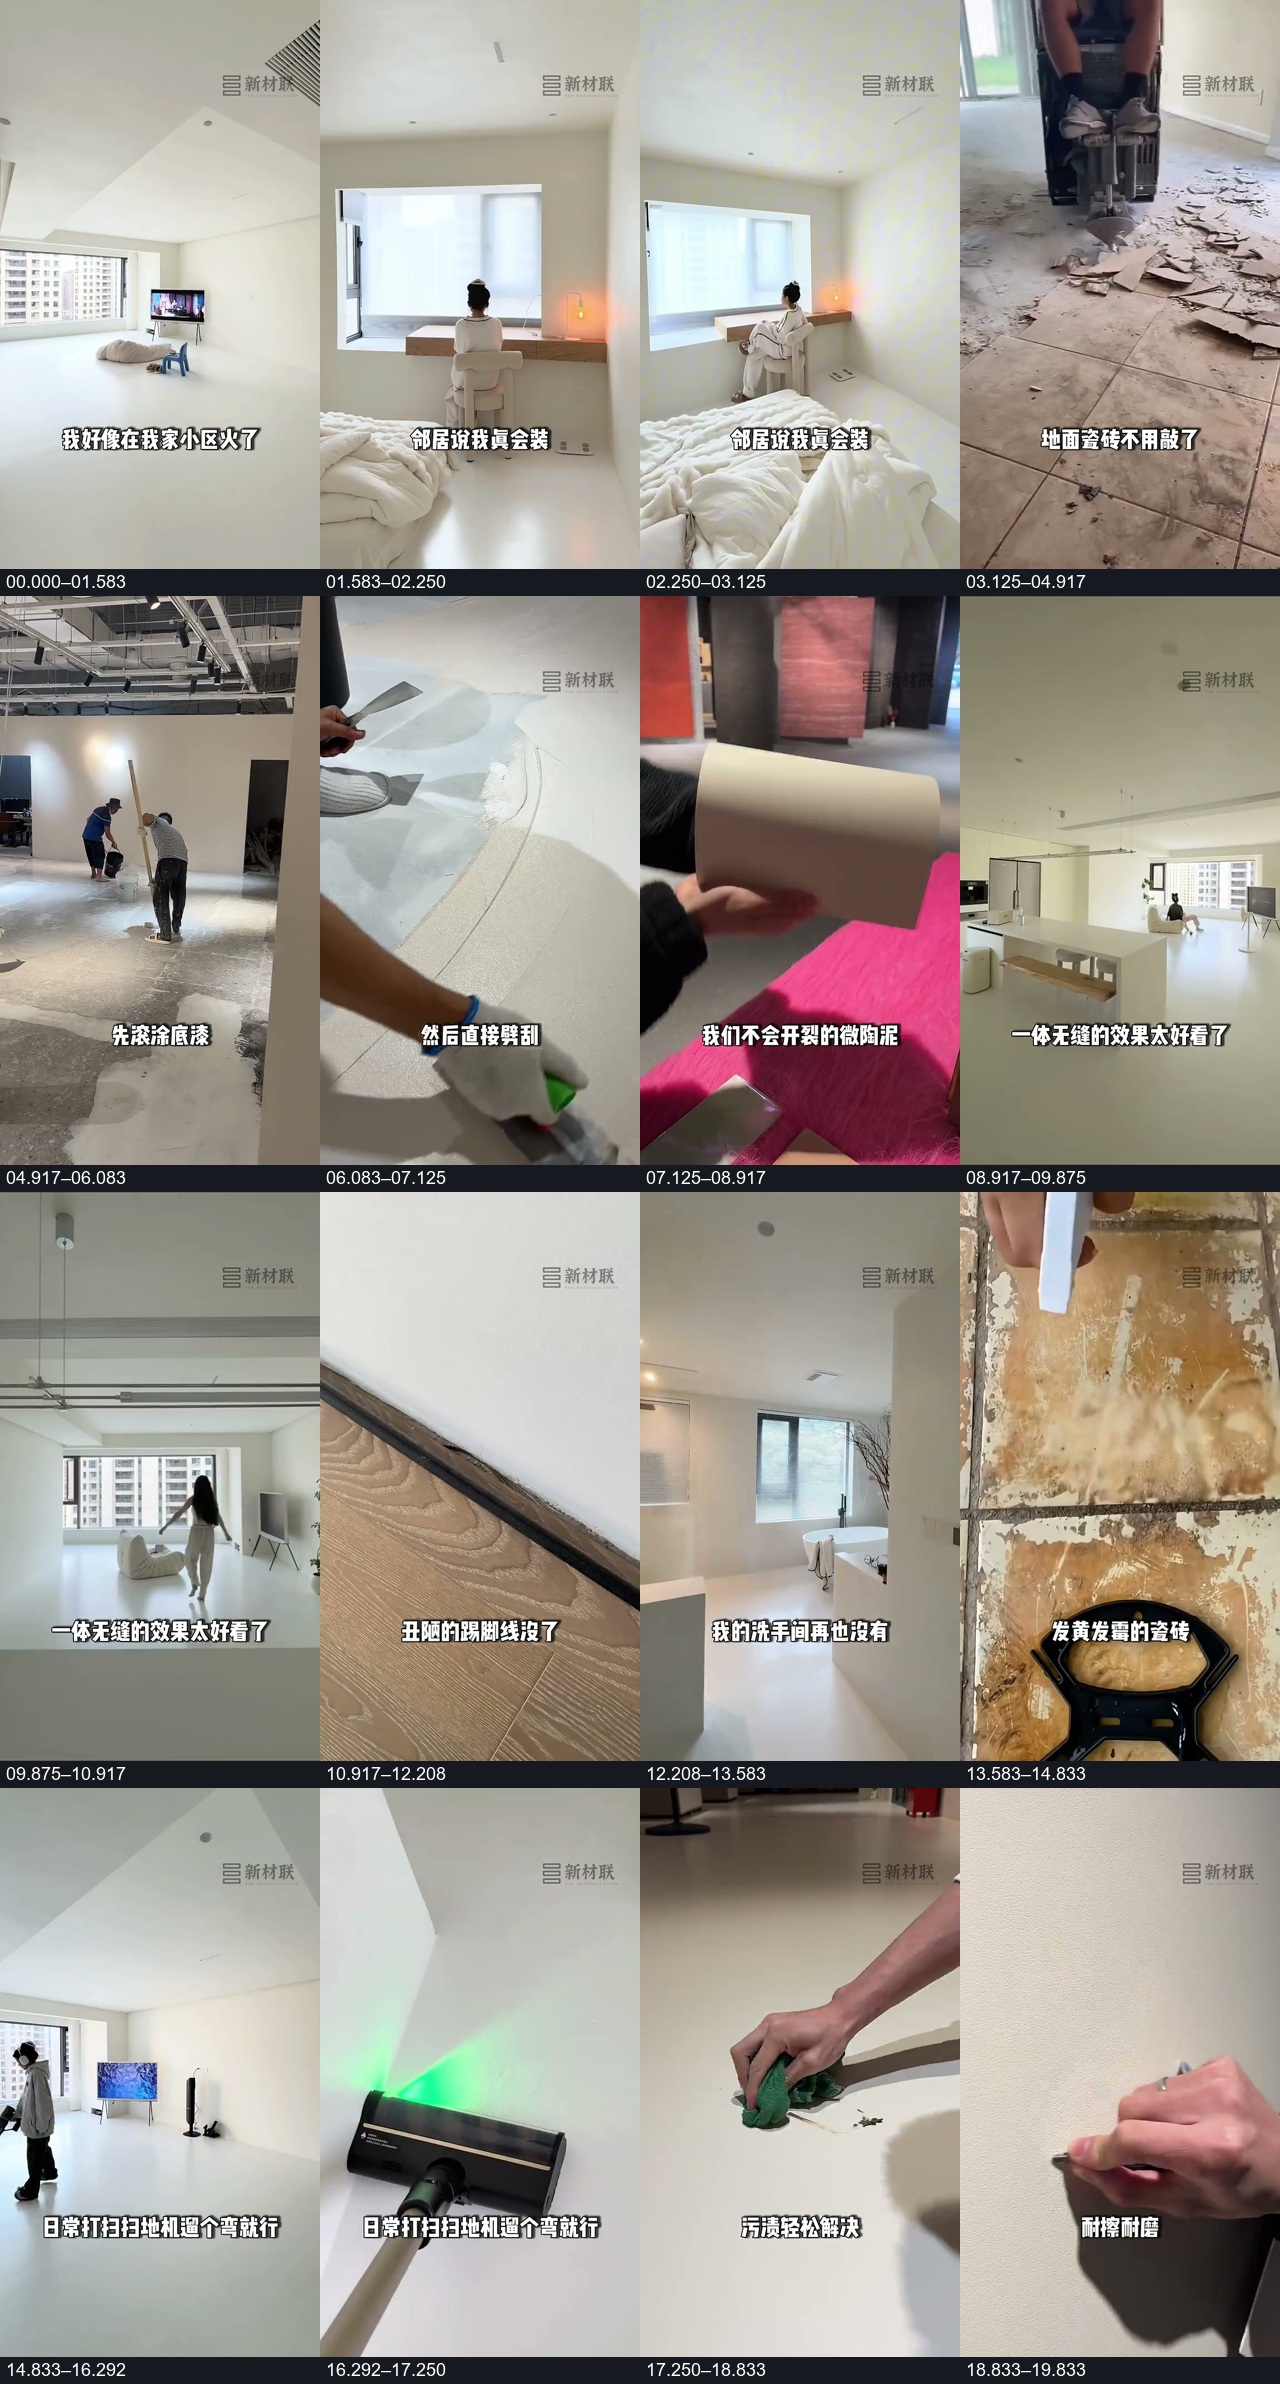 新材联
我好像在我家小区火了
00.000–01.583
新材联
邻居说我真会装
01.583–02.250
新材联
邻居说我真会装
02.250–03.125
新材联
地面瓷砖不用敲了
03.125–04.917
新材联
先滚涂底漆
04.917–06.083
新材联
然后直接劈刮
06.083–07.125
新材联
我们不会开裂的微陶泥
07.125–08.917
新材联
一体无缝的效果太好看了
08.917–09.875
新材联
一体无缝的效果太好看了
09.875–10.917
新材联
丑陋的踢脚线没了
10.917–12.208
新材联
我的洗手间再也没有
12.208–13.583
新材联
发黄发霉的瓷砖
13.583–14.833
新材联
日常打扫扫地机遛个弯就行
14.833–16.292
新材联
日常打扫扫地机遛个弯就行
16.292–17.250
新材联
污渍轻松解决
17.250–18.833
新材联
耐擦耐磨
18.833–19.833